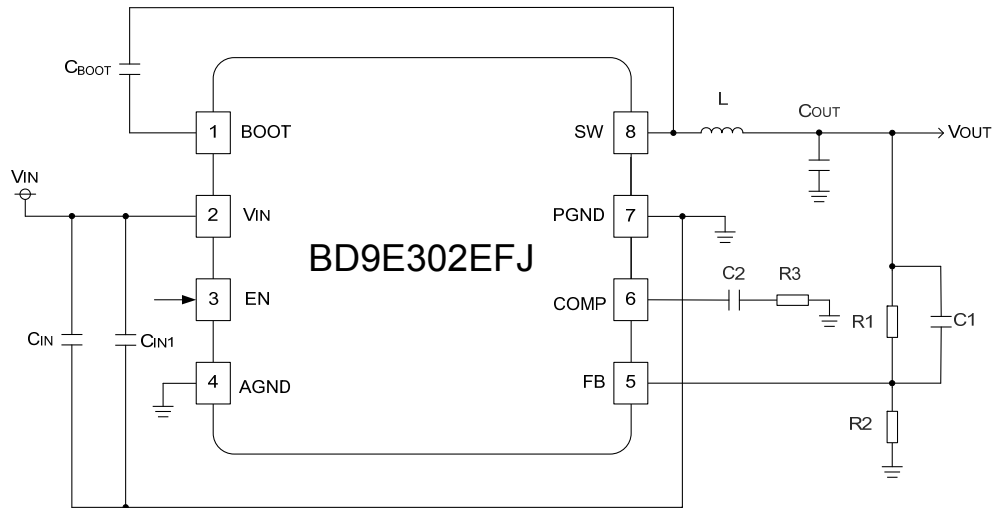 CBOOT
1 BOOT
SW 8
L
COUT
VOUT
VIN
2 VIN
PGND 7
BD9E302EFJ
3 EN
COMP 6
C2 R3
CIN
CIN1
R1
C1
4 AGND
FB 5
R2